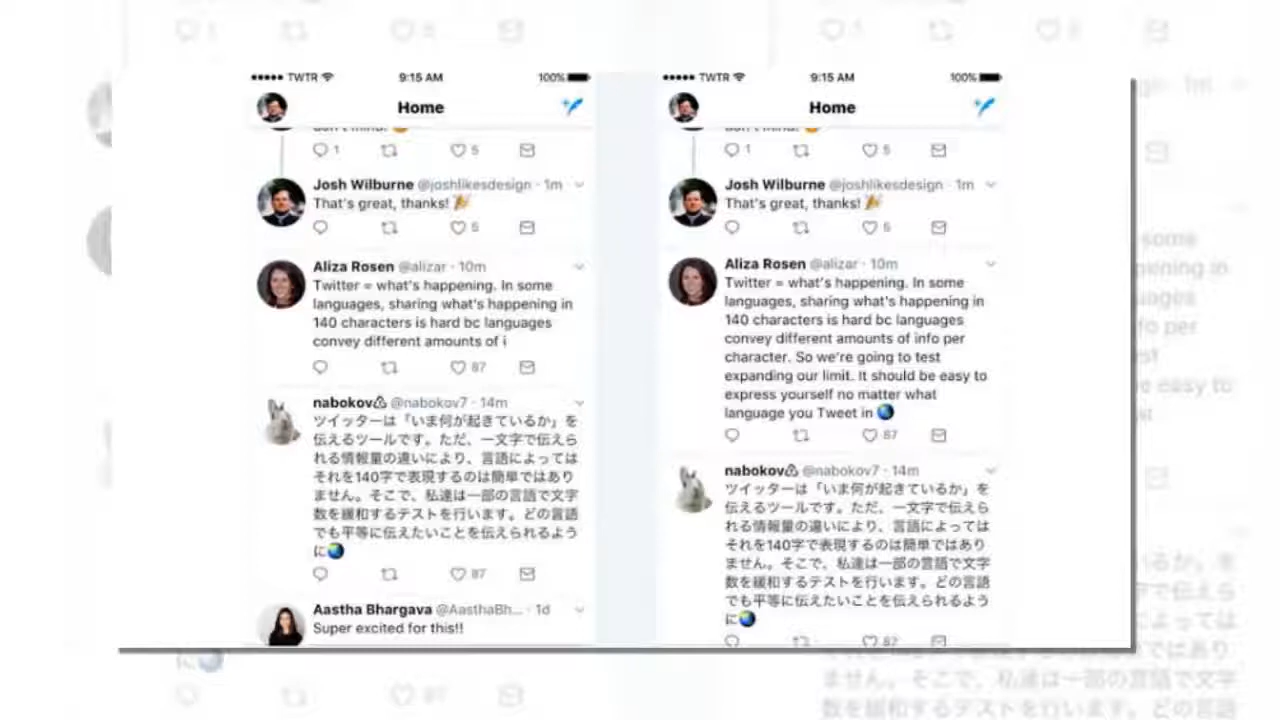 TWTR 9:15 AM 100%
Home
1 5
Josh Wilburne @joshlikesdesign · 1m
That's great, thanks! 🎉
5
Aliza Rosen @alizar · 10m
Twitter = what's happening. In some
languages, sharing what's happening in
140 characters is hard bc languages
convey different amounts of i
87
nabokov @nabokov7 · 14m
ツイッターは「いま何が起きているか」を
伝えるツールです。ただ、一文字で伝えら
れる情報量の違いにより、言語によっては
それを140字で表現するのは簡単ではあり
ません。そこで、私達は一部の言語で文字
数を緩和するテストを行います。どの言語
でも平等に伝えたいことを伝えられるよう
に🌏
87
Aastha Bhargava @AasthaBh... · 1d
Super excited for this!!
TWTR 9:15 AM 100%
Home
1 5
Josh Wilburne @joshlikesdesign · 1m
That's great, thanks! 🎉
5
Aliza Rosen @alizar · 10m
Twitter = what's happening. In some
languages, sharing what's happening in
140 characters is hard bc languages
convey different amounts of info per
character. So we're going to test
expanding our limit. It should be easy to
express yourself no matter what
language you Tweet in 🌏
87
nabokov @nabokov7 · 14m
ツイッターは「いま何が起きているか」を
伝えるツールです。ただ、一文字で伝えら
れる情報量の違いにより、言語によっては
それを140字で表現するのは簡単ではあり
ません。そこで、私達は一部の言語で文字
数を緩和するテストを行います。どの言語
でも平等に伝えたいことを伝えられるよう
に🌏
87